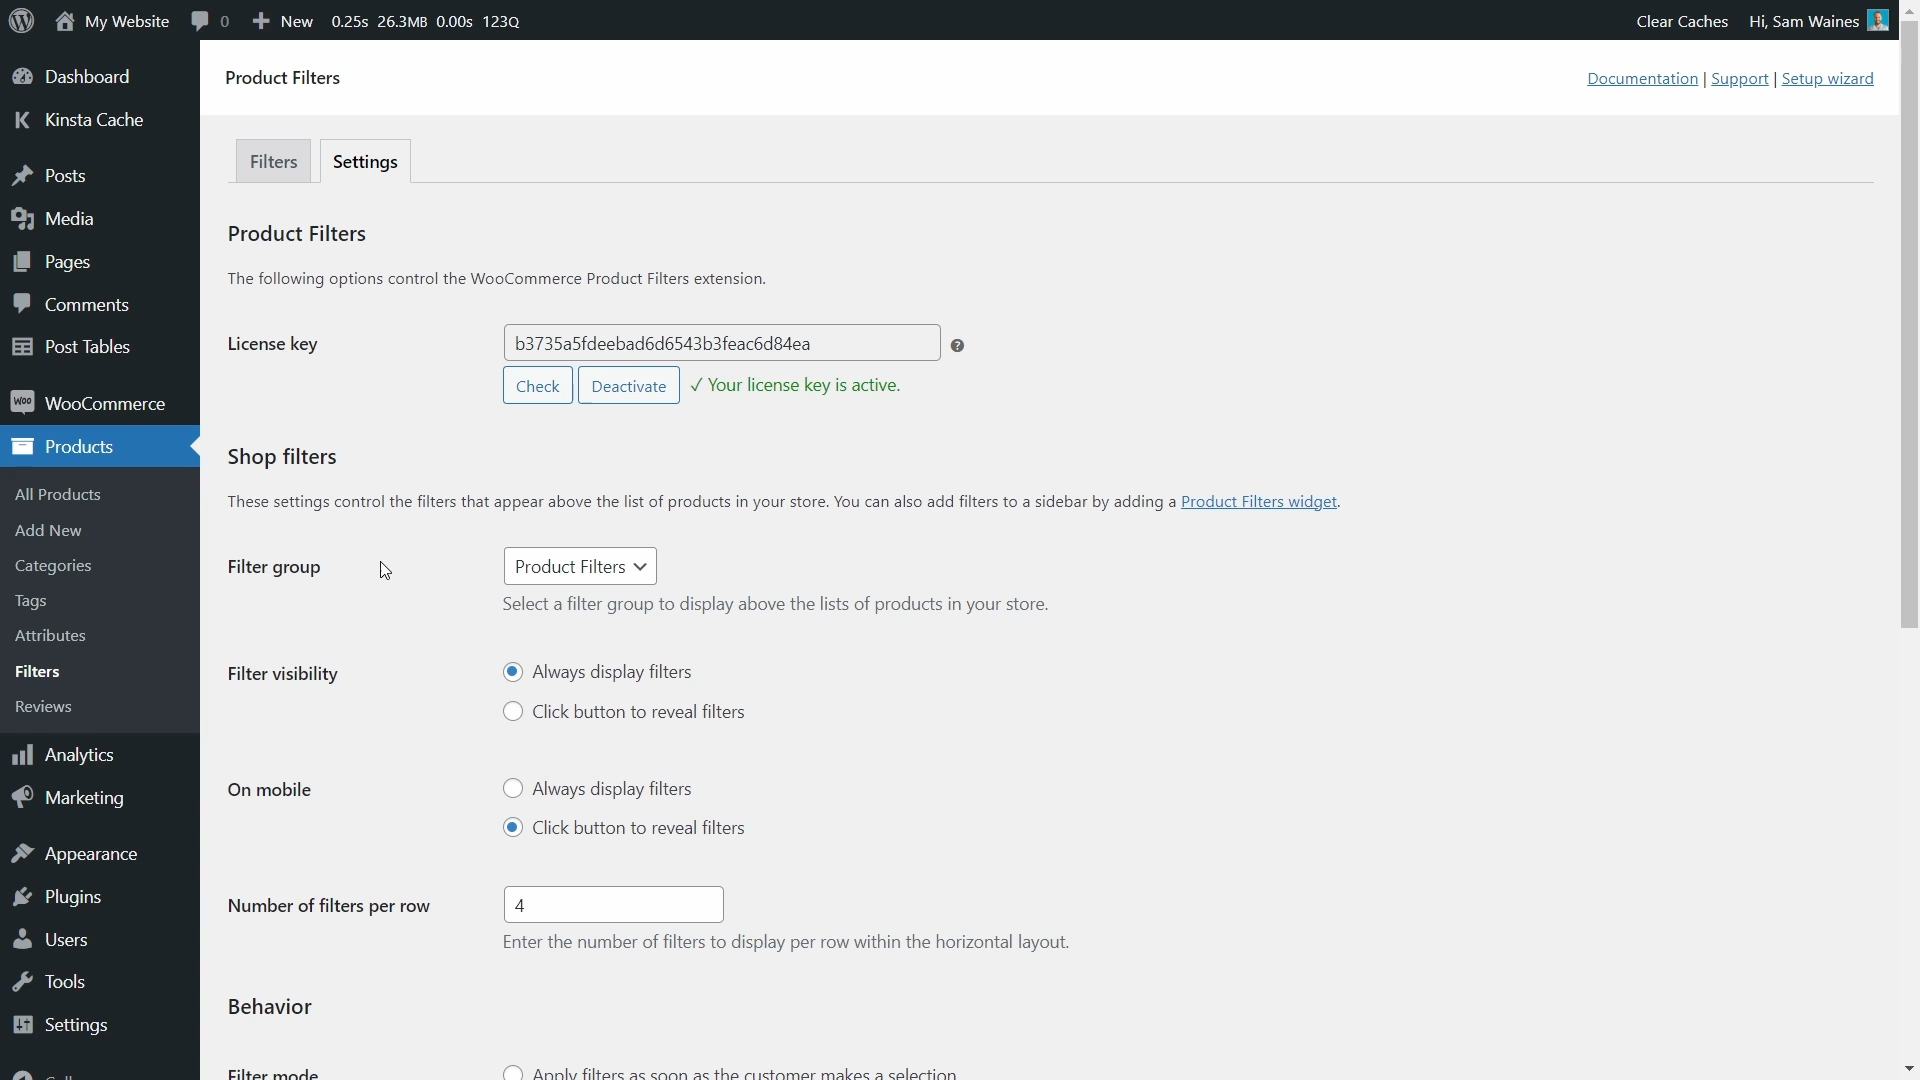 My Website 0 New 0.25s 26.3MB 0.00s 123Q Clear Caches Hi, Sam Waines
Dashboard
Kinsta Cache
Posts
Media
Pages
Comments
Post Tables
WooCommerce
Products
All Products
Add New
Categories
Tags
Attributes
Filters
Reviews
Analytics
Marketing
Appearance
Plugins
Users
Tools
Settings
Product Filters
Documentation | Support | Setup wizard
Filters Settings
Product Filters
The following options control the WooCommerce Product Filters extension.
License key b3735a5fdeebad6d6543b3feac6d84ea ?
Check Deactivate ✓ Your license key is active.
Shop filters
These settings control the filters that appear above the list of products in your store. You can also add filters to a sidebar by adding a Product Filters widget.
Filter group Product Filters
Select a filter group to display above the lists of products in your store.
Filter visibility Always display filters
Click button to reveal filters
On mobile Always display filters
Click button to reveal filters
Number of filters per row 4
Enter the number of filters to display per row within the horizontal layout.
Behavior
Filter mode Apply filters as soon as the customer makes a selection